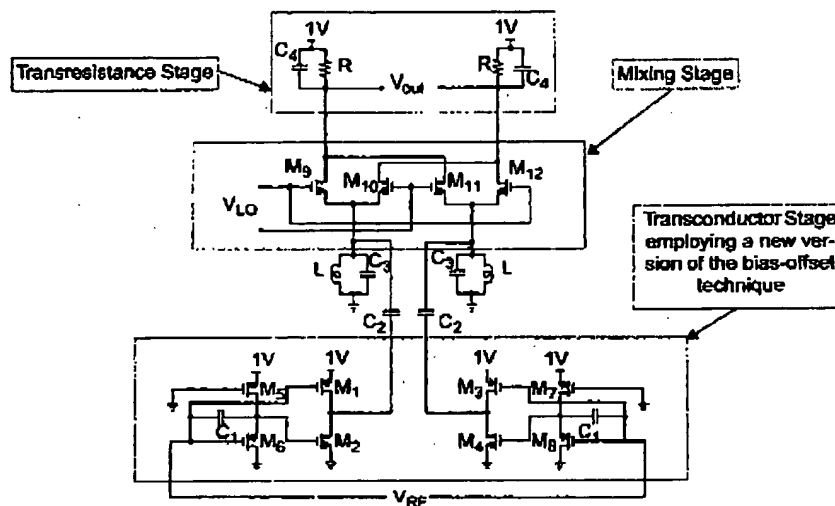 1V 1V
C4 R R C4
Transresistance Stage
Vout
Mixing Stage
M9 M10 M11 M12
VLO
Transconductor Stage
employing a new ver-
sion of the bias-offset
technique
L C3 C3 L
C2 C2
1V 1V 1V 1V
M5 M1 M3 M7
C1 C1
M6 M2 M4 M8
VRF